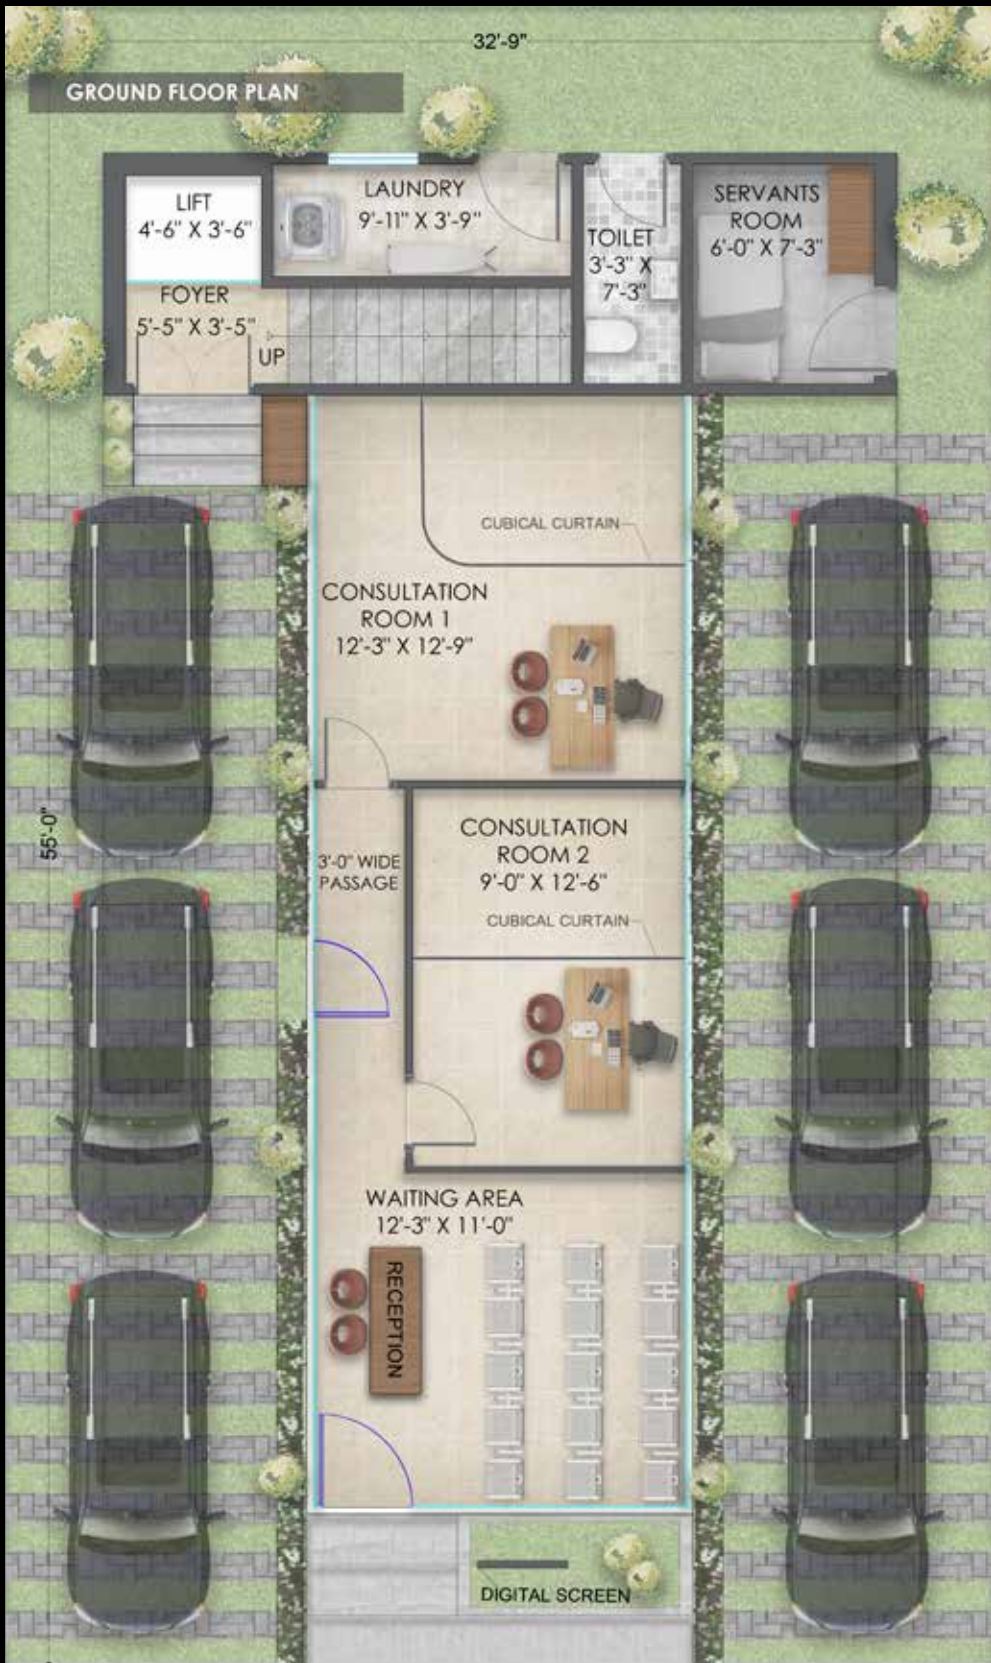 32'-9"
GROUND FLOOR PLAN
LIFT
4'-6" X 3'-6"
LAUNDRY
9'-11" X 3'-9"
TOILET
3'-3" X
7'-3"
SERVANTS
ROOM
6'-0" X 7'-3"
FOYER
5'-5" X 3'-5"
UP
CUBICAL CURTAIN
CONSULTATION
ROOM 1
12'-3" X 12'-9"
55'-0"
3'-0" WIDE
PASSAGE
CONSULTATION
ROOM 2
9'-0" X 12'-6"
CUBICAL CURTAIN
WAITING AREA
12'-3" X 11'-0"
RECEPTION
DIGITAL SCREEN